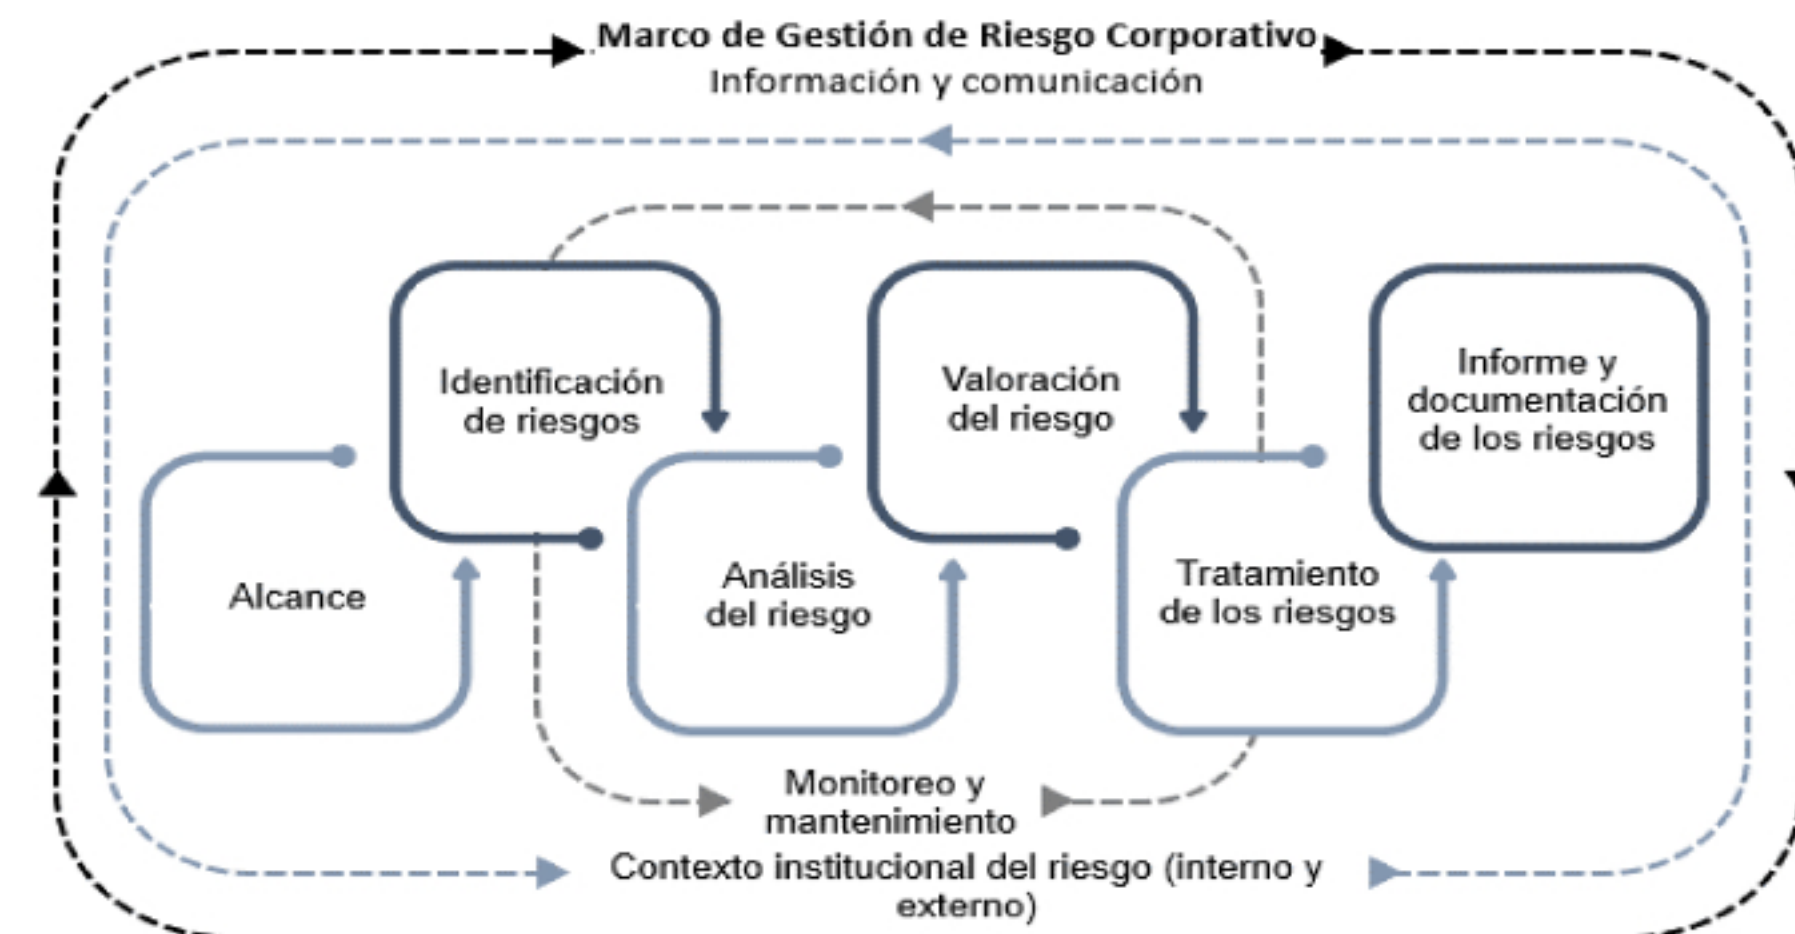 Marco de Gestión de Riesgo Corporativo
Información y comunicación
Alcance
Identificación
de riesgos
Análisis
del riesgo
Valoración
del riesgo
Tratamiento
de los riesgos
Informe y
documentación
de los riesgos
Monitoreo y
mantenimiento
Contexto institucional del riesgo (interno y
externo)